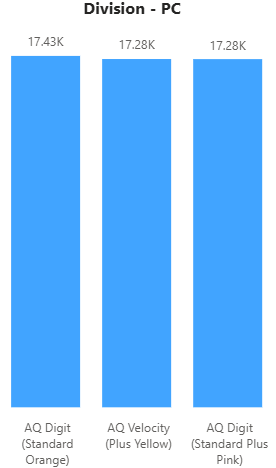 Division - PC
17.43K
17.28K
17.28K
AQ Digit
(Standard
Orange)
AQ Velocity
(Plus Yellow)
AQ Digit
(Standard Plus
Pink)